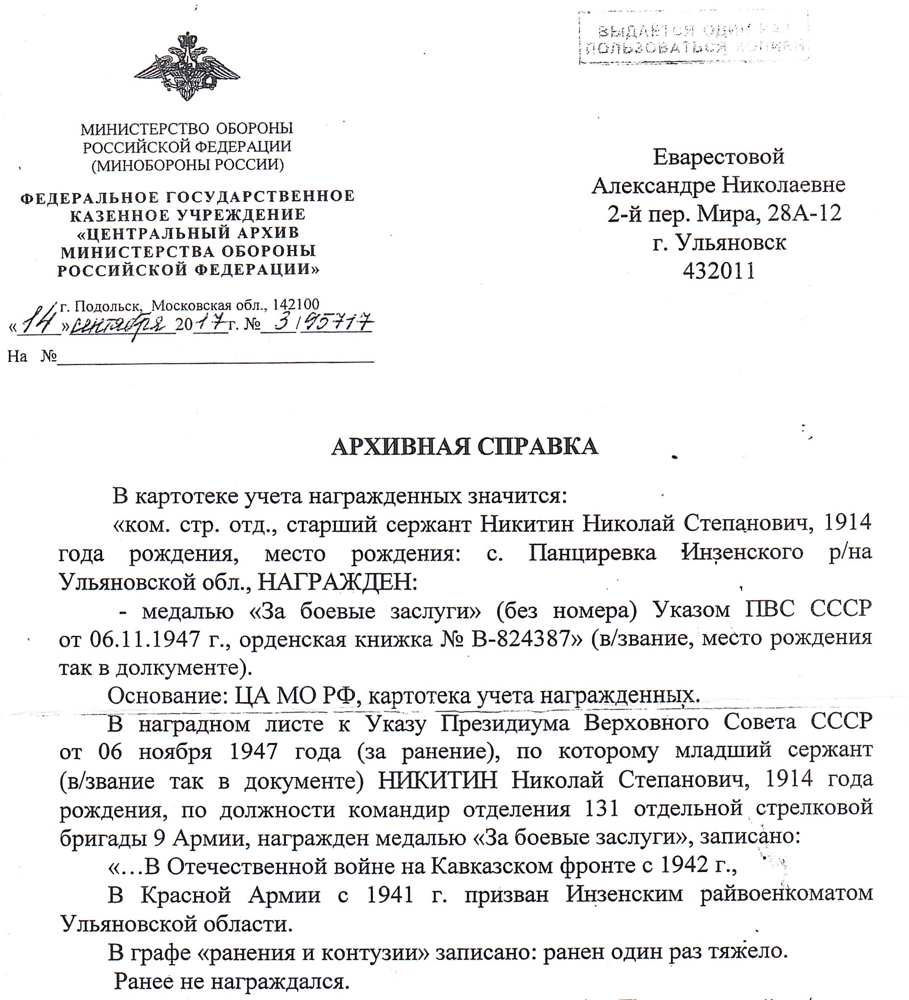 ВЫДАЕТСЯ ОДИН РАЗ
ПОЛЬЗОВАТЬСЯ КОПИЕЙ
МИНИСТЕРСТВО ОБОРОНЫ
РОССИЙСКОЙ ФЕДЕРАЦИИ
(МИНОБОРОНЫ РОССИИ)
ФЕДЕРАЛЬНОЕ ГОСУДАРСТВЕННОЕ
КАЗЕННОЕ УЧРЕЖДЕНИЕ
«ЦЕНТРАЛЬНЫЙ АРХИВ
МИНИСТЕРСТВА ОБОРОНЫ
РОССИЙСКОЙ ФЕДЕРАЦИИ»
г. Подольск, Московская обл., 142100
«14» сентября 2017г. № 3/95717
На №
Еварестовой
Александре Николаевне
2-й пер. Мира, 28А-12
г. Ульяновск
432011
АРХИВНАЯ СПРАВКА
В картотеке учета награжденных значится:
«ком. стр. отд., старший сержант Никитин Николай Степанович, 1914
года рождения, место рождения: с. Панциревка Инзенского р/на
Ульяновской обл., НАГРАЖДЕН:
- медалью «За боевые заслуги» (без номера) Указом ПВС СССР
от 06.11.1947 г., орденская книжка № В-824387» (в/звание, место рождения
так в долкументе).
Основание: ЦА МО РФ, картотека учета награжденных.
В наградном листе к Указу Президиума Верховного Совета СССР
от 06 ноября 1947 года (за ранение), по которому младший сержант
(в/звание так в документе) НИКИТИН Николай Степанович, 1914 года
рождения, по должности командир отделения 131 отдельной стрелковой
бригады 9 Армии, награжден медалью «За боевые заслуги», записано:
«…В Отечественной войне на Кавказском фронте с 1942 г.,
В Красной Армии с 1941 г. призван Инзенским райвоенкоматом
Ульяновской области.
В графе «ранения и контузии» записано: ранен один раз тяжело.
Ранее не награждался.